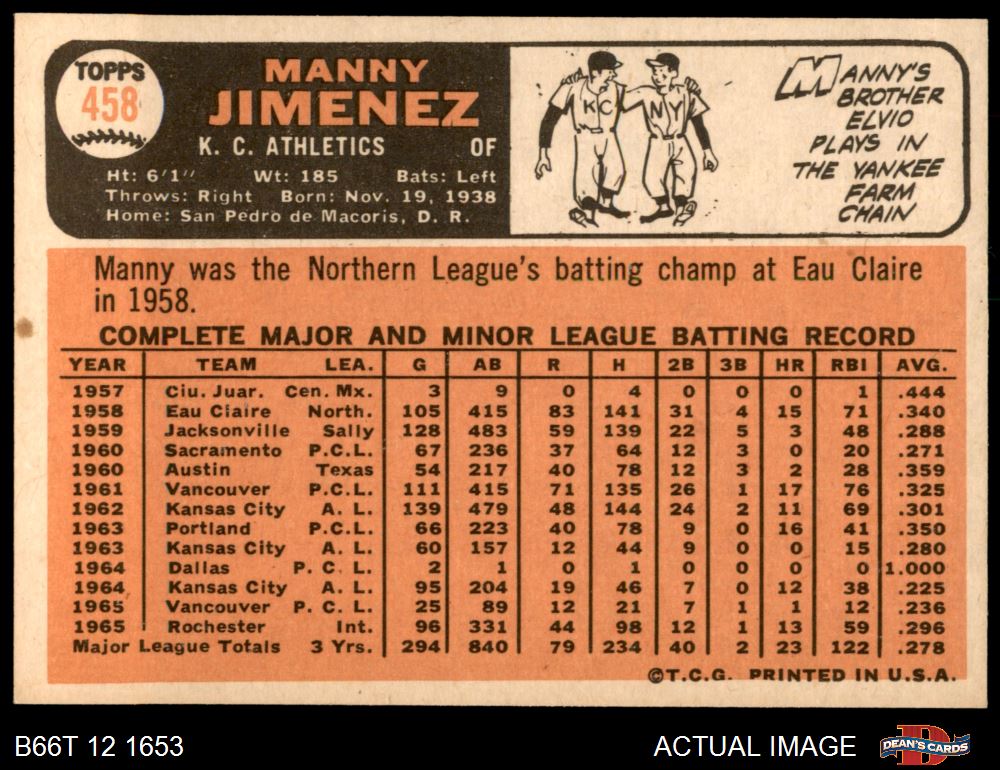 TOPPS
458
MANNY
JIMENEZ
K. C. ATHLETICS OF
Ht: 6'1" Wt: 185 Bats: Left
Throws: Right Born: Nov. 19, 1938
Home: San Pedro de Macoris, D. R.
KC NY
MANNY'S
BROTHER
ELVIO
PLAYS IN
THE YANKEE
FARM
CHAIN
Manny was the Northern League's batting champ at Eau Claire
in 1958.
COMPLETE MAJOR AND MINOR LEAGUE BATTING RECORD
YEAR TEAM LEA. G AB R H 2B 3B HR RBI AVG.
1957 Ciu. Juar. Cen. Mx. 3 9 0 4 0 0 0 1 .444
1958 Eau Claire North. 105 415 83 141 31 4 15 71 .340
1959 Jacksonville Sally 128 483 59 139 22 5 3 48 .288
1960 Sacramento P.C.L. 67 236 37 64 12 3 0 20 .271
1960 Austin Texas 54 217 40 78 12 3 2 28 .359
1961 Vancouver P.C.L. 111 415 71 135 26 1 17 76 .325
1962 Kansas City A. L. 139 479 48 144 24 2 11 69 .301
1963 Portland P.C.L. 66 223 40 78 9 0 16 41 .350
1963 Kansas City A. L. 60 157 12 44 9 0 0 15 .280
1964 Dallas P. C. L. 2 1 0 1 0 0 0 0 1.000
1964 Kansas City A. L. 95 204 19 46 7 0 12 38 .225
1965 Vancouver P. C. L. 25 89 12 21 7 1 1 12 .236
1965 Rochester Int. 96 331 44 98 12 1 13 59 .296
Major League Totals 3 Yrs. 294 840 79 234 40 2 23 122 .278
©T.C.G. PRINTED IN U.S.A.
B66T 12 1653 ACTUAL IMAGE
D
DEAN'S CARDS